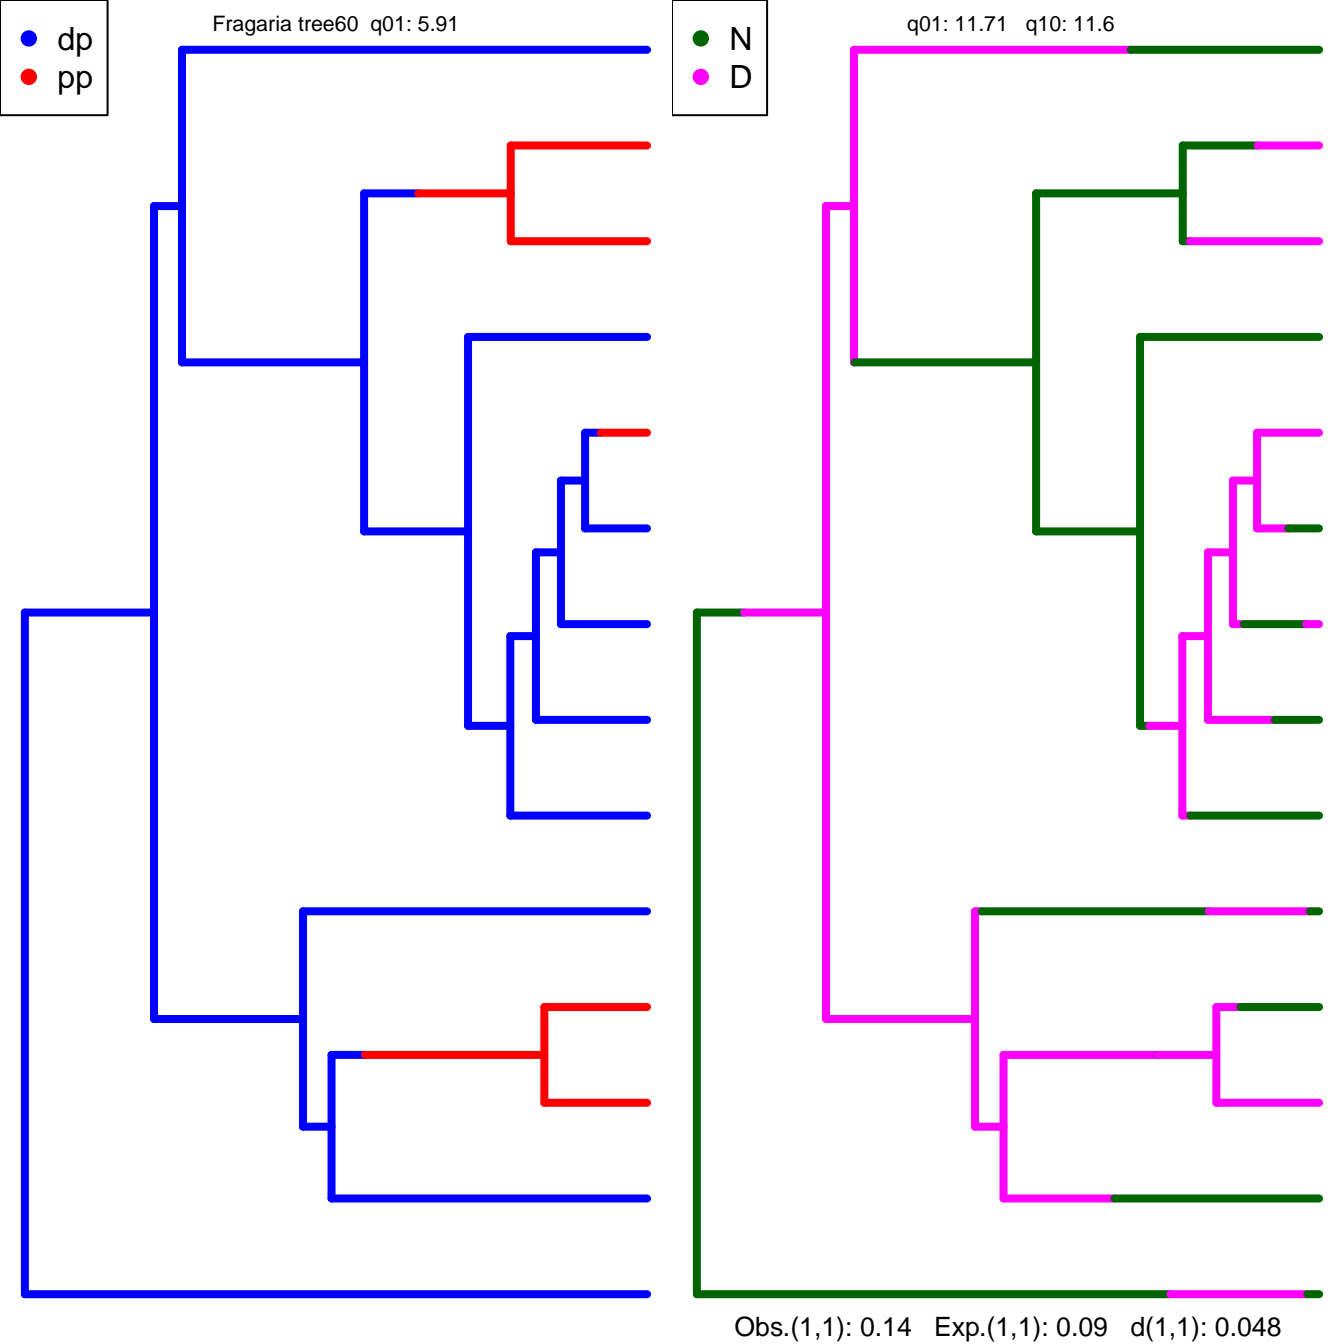 Fragaria tree60  q01: 5.91
dp
pp
q01: 11.71   q10: 11.6
N
D
Obs.(1,1): 0.14   Exp.(1,1): 0.09   d(1,1): 0.048